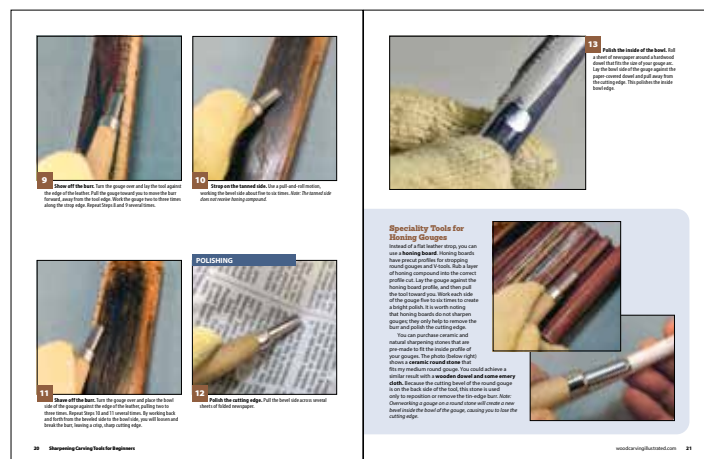 9
Show off the burr. Turn the gouge over and lay the tool against
the edge of the leather. Pull the gouge toward you to move the burr
forward, away from the tool edge. Work the gouge two to three times
along the strop edge. Repeat Steps 8 and 9 several times.
10
Strop on the tanned side. Use a pull-and-roll motion,
working the bevel side about five to six times. Note: The tanned side
does not receive honing compound.
11
Shave off the burr. Turn the gouge over and place the bowl
side of the gouge against the edge of the leather, pulling two to
three times. Repeat Steps 10 and 11 several times. By working back
and forth from the beveled side to the bowl side, you will loosen and
break the burr, leaving a crisp, sharp cutting edge.
POLISHING
12
Polish the cutting edge. Pull the bevel side across several
sheets of folded newspaper.
20 Sharpening Carving Tools for Beginners
13
Polish the inside of the bowl. Roll
a sheet of newspaper around a hardwood
dowel that fits the size of your gouge arc.
Lay the bowl side of the gouge against the
paper-covered dowel and pull away from
the cutting edge. This polishes the inside
bowl edge.
Speciality Tools for
Honing Gouges
Instead of a flat leather strop, you can
use a honing board. Honing boards
have precut profiles for stropping
round gouges and V-tools. Rub a layer
of honing compound into the correct
profile cut. Lay the gouge against the
honing board profile, and then pull
the tool toward you. Work each side
of the gouge five to six times to create
a bright polish. It is worth noting
that honing boards do not sharpen
gouges; they only help to remove the
burr and polish the cutting edge.
You can purchase ceramic and
natural sharpening stones that are
pre-made to fit the inside profile of
your gouges. The photo (below right)
shows a ceramic round stone that
fits my medium round gouge. You could achieve a
similar result with a wooden dowel and some emery
cloth. Because the cutting bevel of the round gouge
is on the back side of the tool, this stone is used
only to reposition or remove the tin-edge burr. Note:
Overworking a gouge on a round stone will create a new
bevel inside the bowl of the gouge, causing you to lose the
cutting edge.
woodcarvingillustrated.com 21